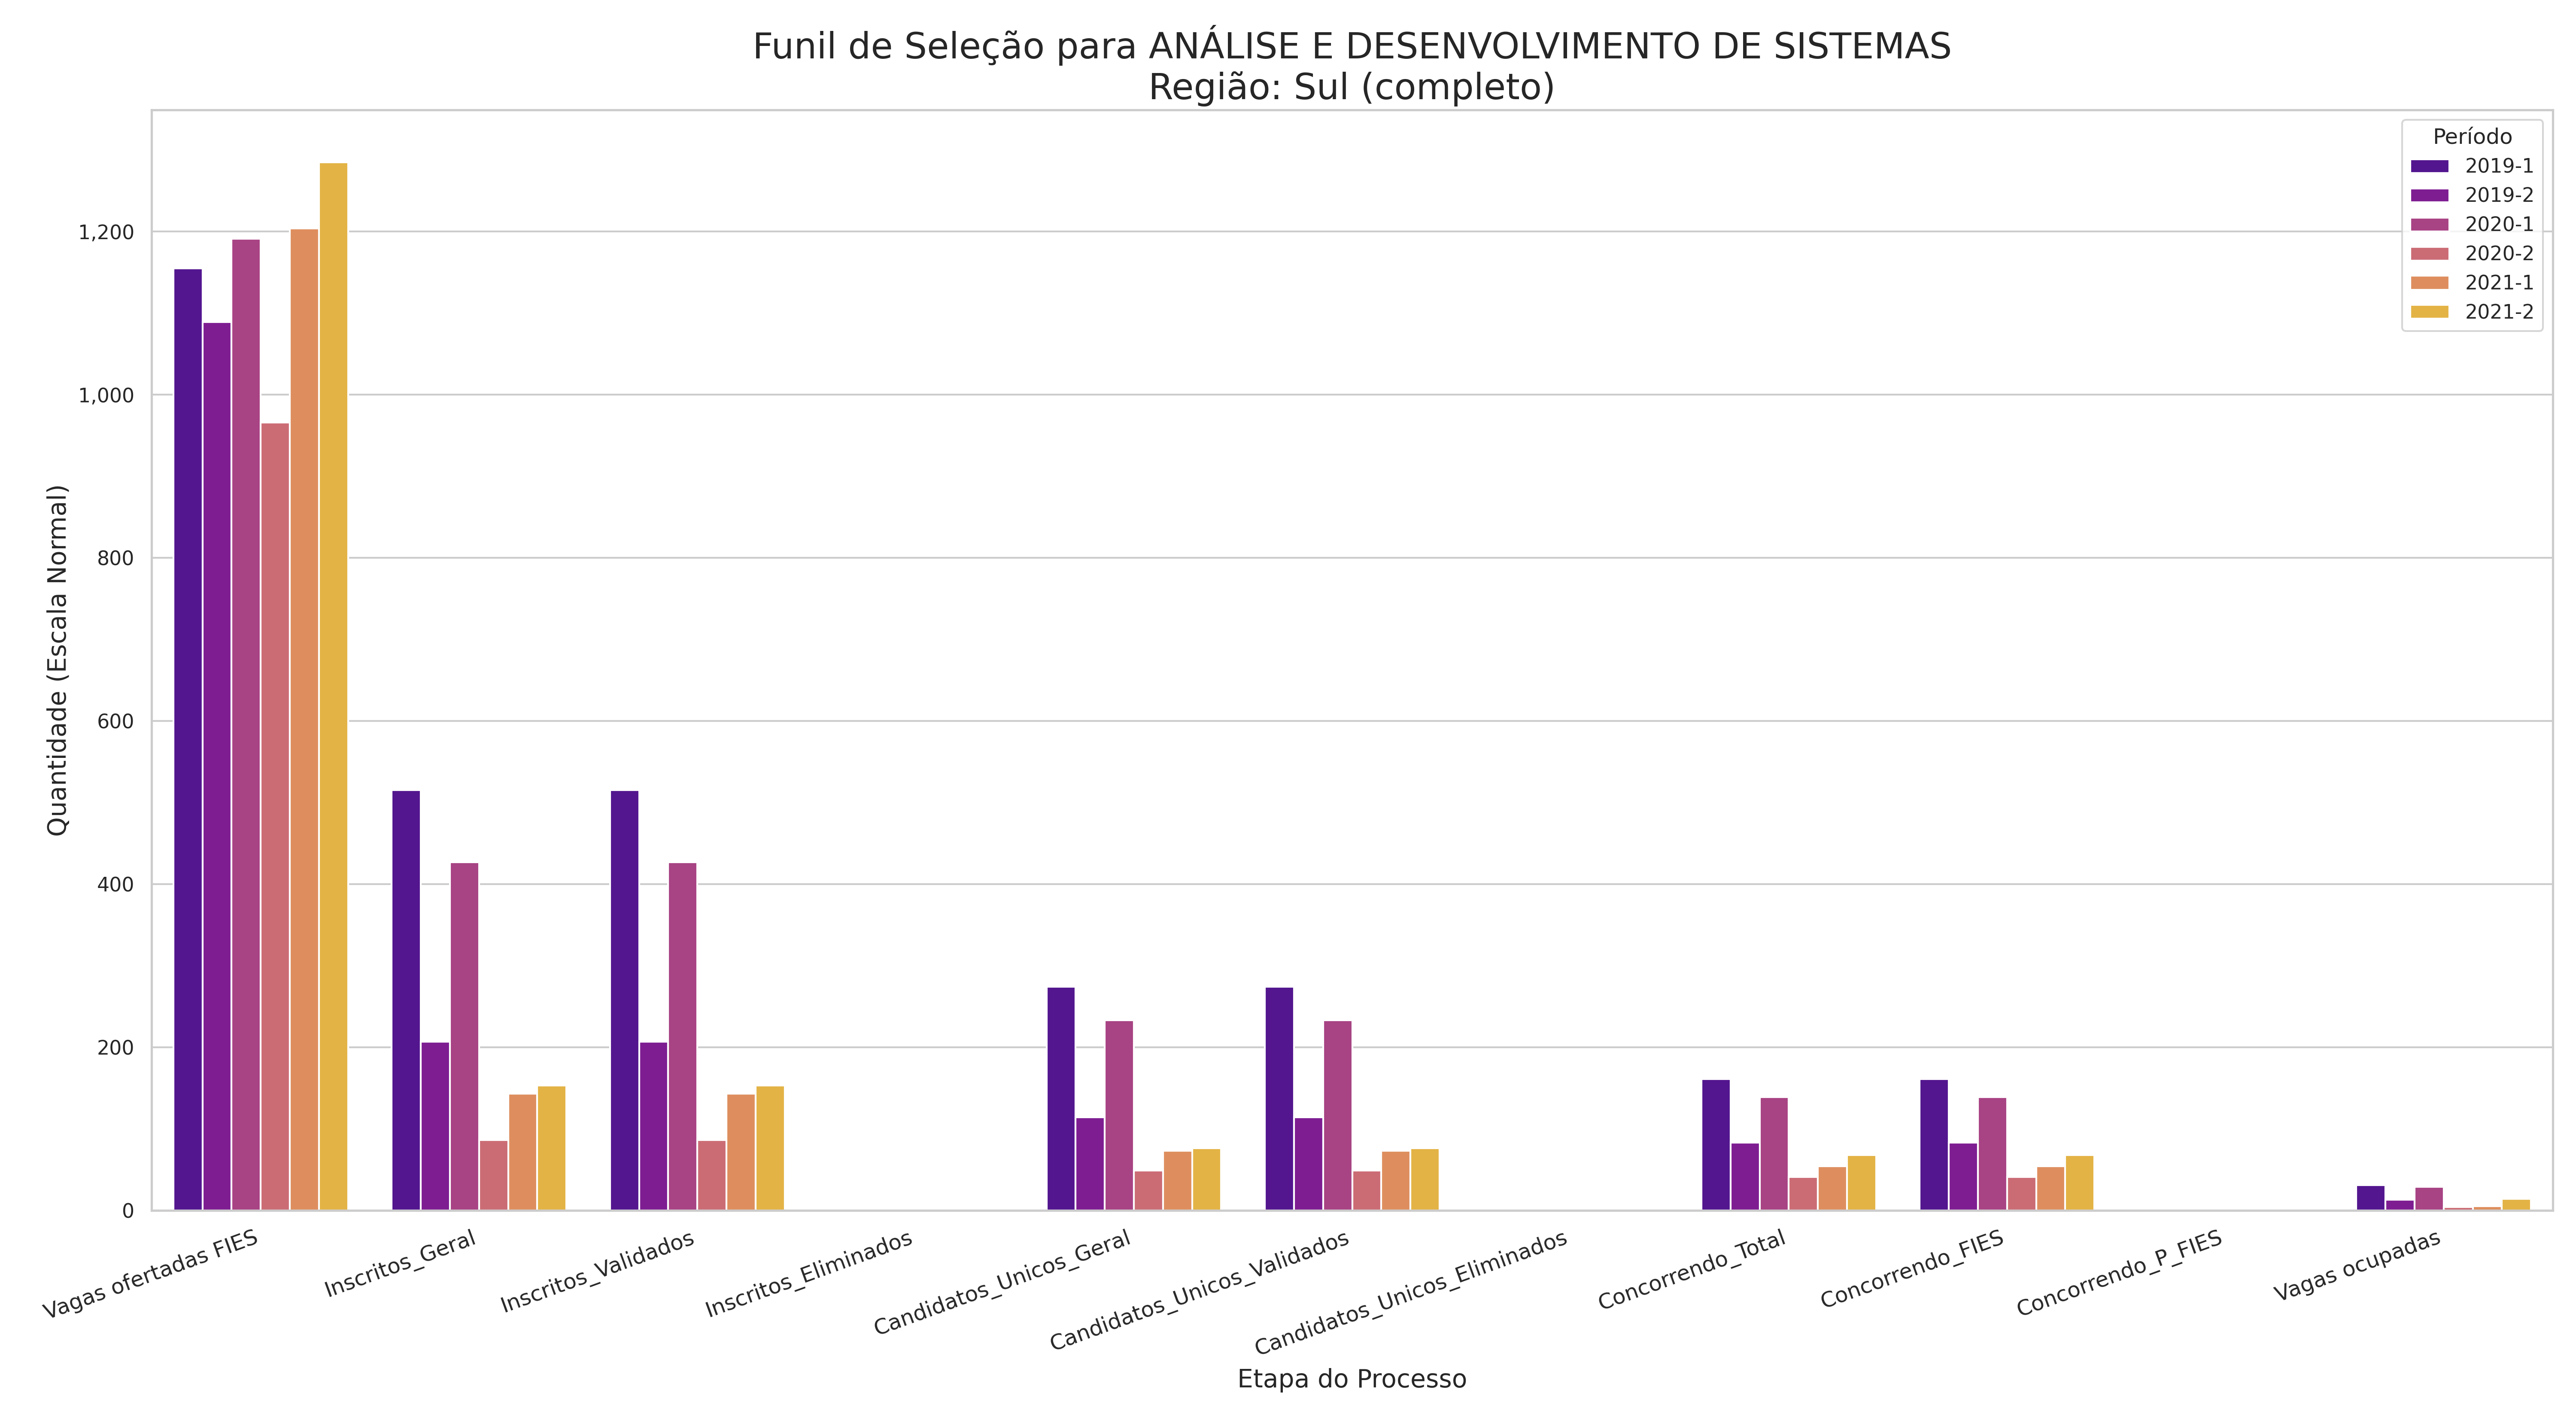 Funil de Seleção para ANÁLISE E DESENVOLVIMENTO DE SISTEMAS
Região: Sul (completo)
Período
2019-1
2019-2
2020-1
2020-2
2021-1
2021-2
Quantidade (Escala Normal)
1,200
1,000
800
600
400
200
0
Vagas ofertadas FIES
Inscritos_Geral
Inscritos_Validados
Inscritos_Eliminados
Candidatos_Unicos_Geral
Candidatos_Unicos_Validados
Candidatos_Unicos_Eliminados
Concorrendo_Total
Concorrendo_FIES
Concorrendo_P_FIES
Vagas ocupadas
Etapa do Processo